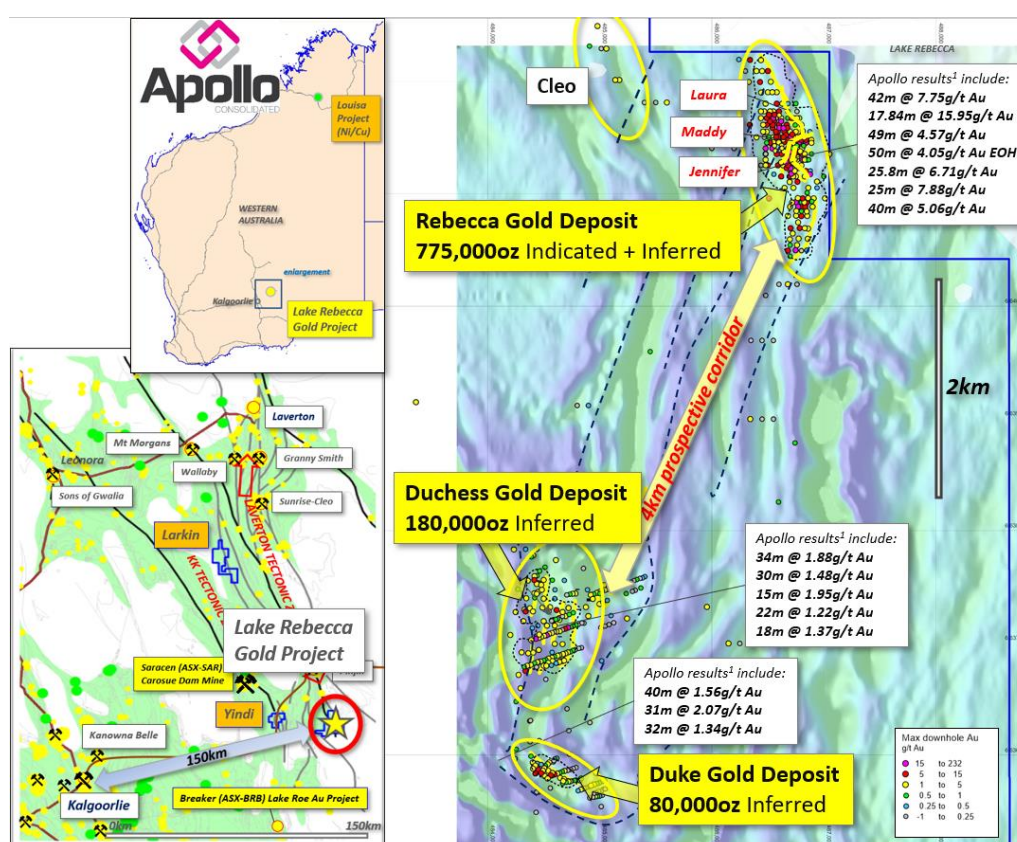 Apollo
CONSOLIDATED
Louisa
Project
(Ni/Cu)
WESTERN
AUSTRALIA
enlargement
Kalgoorlie
Lake Rebecca
Gold Project
Laverton
Mt Morgans
Leonora
Wallaby
Granny Smith
Sons of Gwalia
Sunrise-Cleo
Larkin
LAVERTON TECTONIC
KK TECTONIC
Lake Rebecca
Gold Project
Saracen (ASX-SAR)
Carosue Dam Mine
Yindi
Kanowna Belle
150km
Kalgoorlie
Breaker (ASX-BRB) Lake Roe Au Project
0km
150km
LAKE REBECCA
Cleo
Laura
Maddy
Jennifer
Apollo results¹ include:
42m @ 7.75g/t Au
17.84m @ 15.95g/t Au
49m @ 4.57g/t Au
50m @ 4.05g/t Au EOH
25.8m @ 6.71g/t Au
25m @ 7.88g/t Au
40m @ 5.06g/t Au
Rebecca Gold Deposit
775,000oz Indicated + Inferred
4km prospective corridor
2km
Duchess Gold Deposit
180,000oz Inferred
Apollo results¹ include:
34m @ 1.88g/t Au
30m @ 1.48g/t Au
15m @ 1.95g/t Au
22m @ 1.22g/t Au
18m @ 1.37g/t Au
Apollo results¹ include:
40m @ 1.56g/t Au
31m @ 2.07g/t Au
32m @ 1.34g/t Au
Duke Gold Deposit
80,000oz Inferred
Max downhole Au
g/t Au
15 to 232
5 to 15
1 to 5
0.5 to 1
0.25 to 0.5
-1 to 0.25